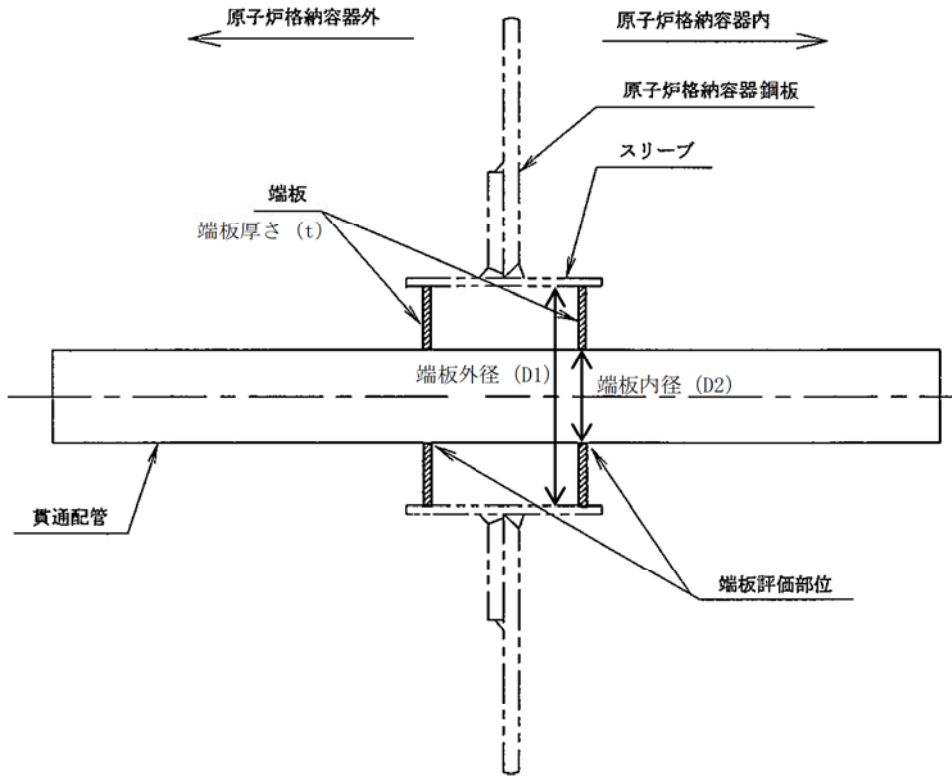 原子炉格納容器外
原子炉格納容器内
原子炉格納容器鋼板
スリーブ
端板
端板厚さ (t)
端板外径 (D1)
端板内径 (D2)
貫通配管
端板評価部位